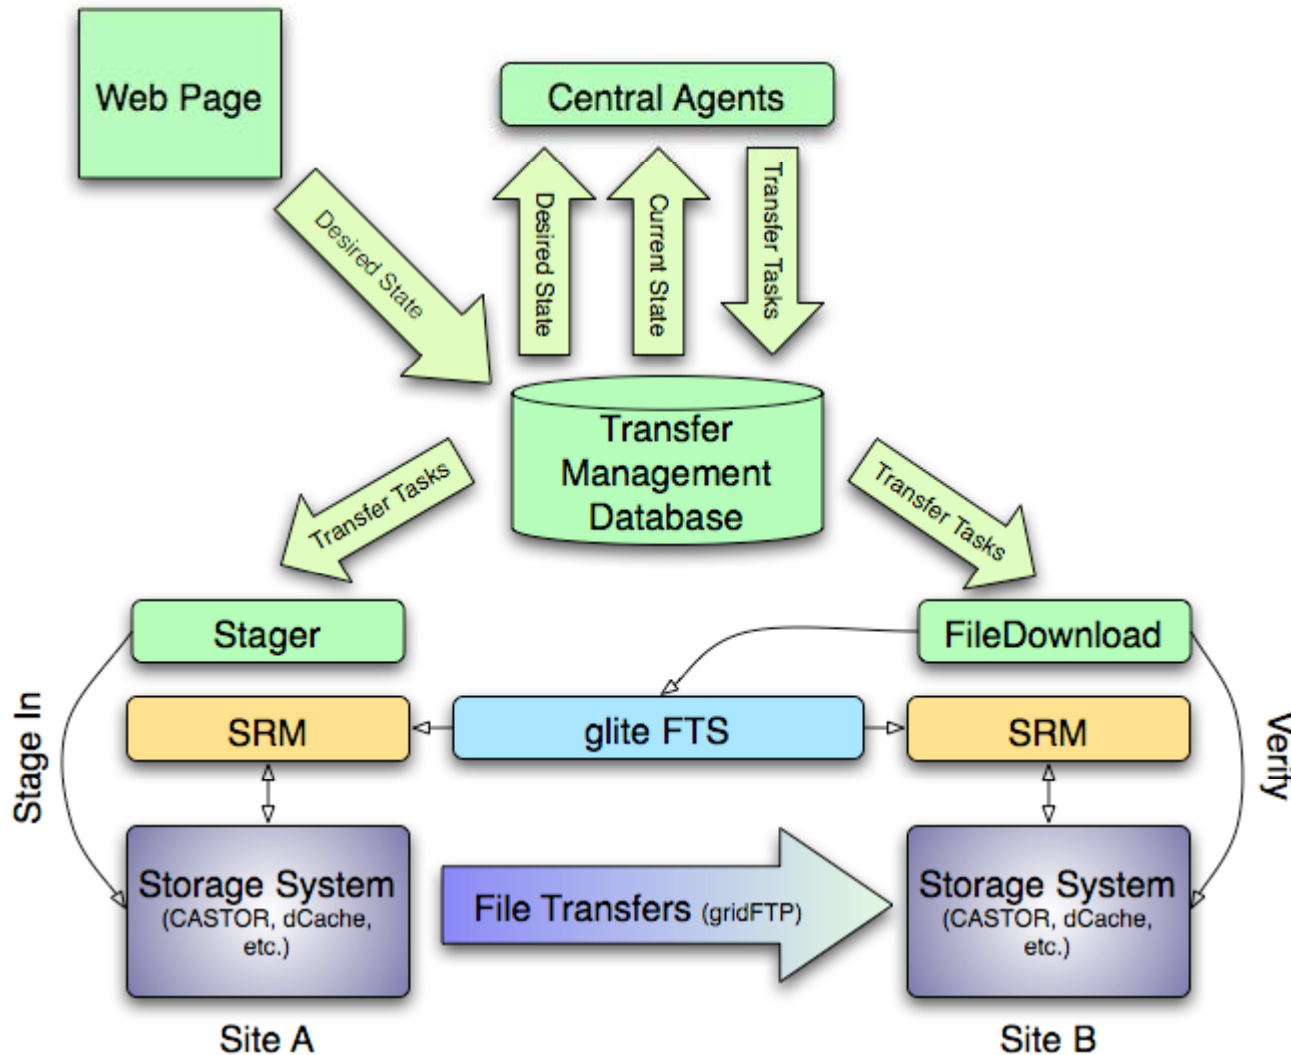 Web Page
Central Agents
Desired State
Desired State
Current State
Transfer Tasks
Transfer
Management
Database
Transfer Tasks
Transfer Tasks
Stager
FileDownload
Stage In
SRM
glite FTS
SRM
Verify
Storage System
(CASTOR, dCache,
etc.)
File Transfers (gridFTP)
Storage System
(CASTOR, dCache,
etc.)
Site A
Site B